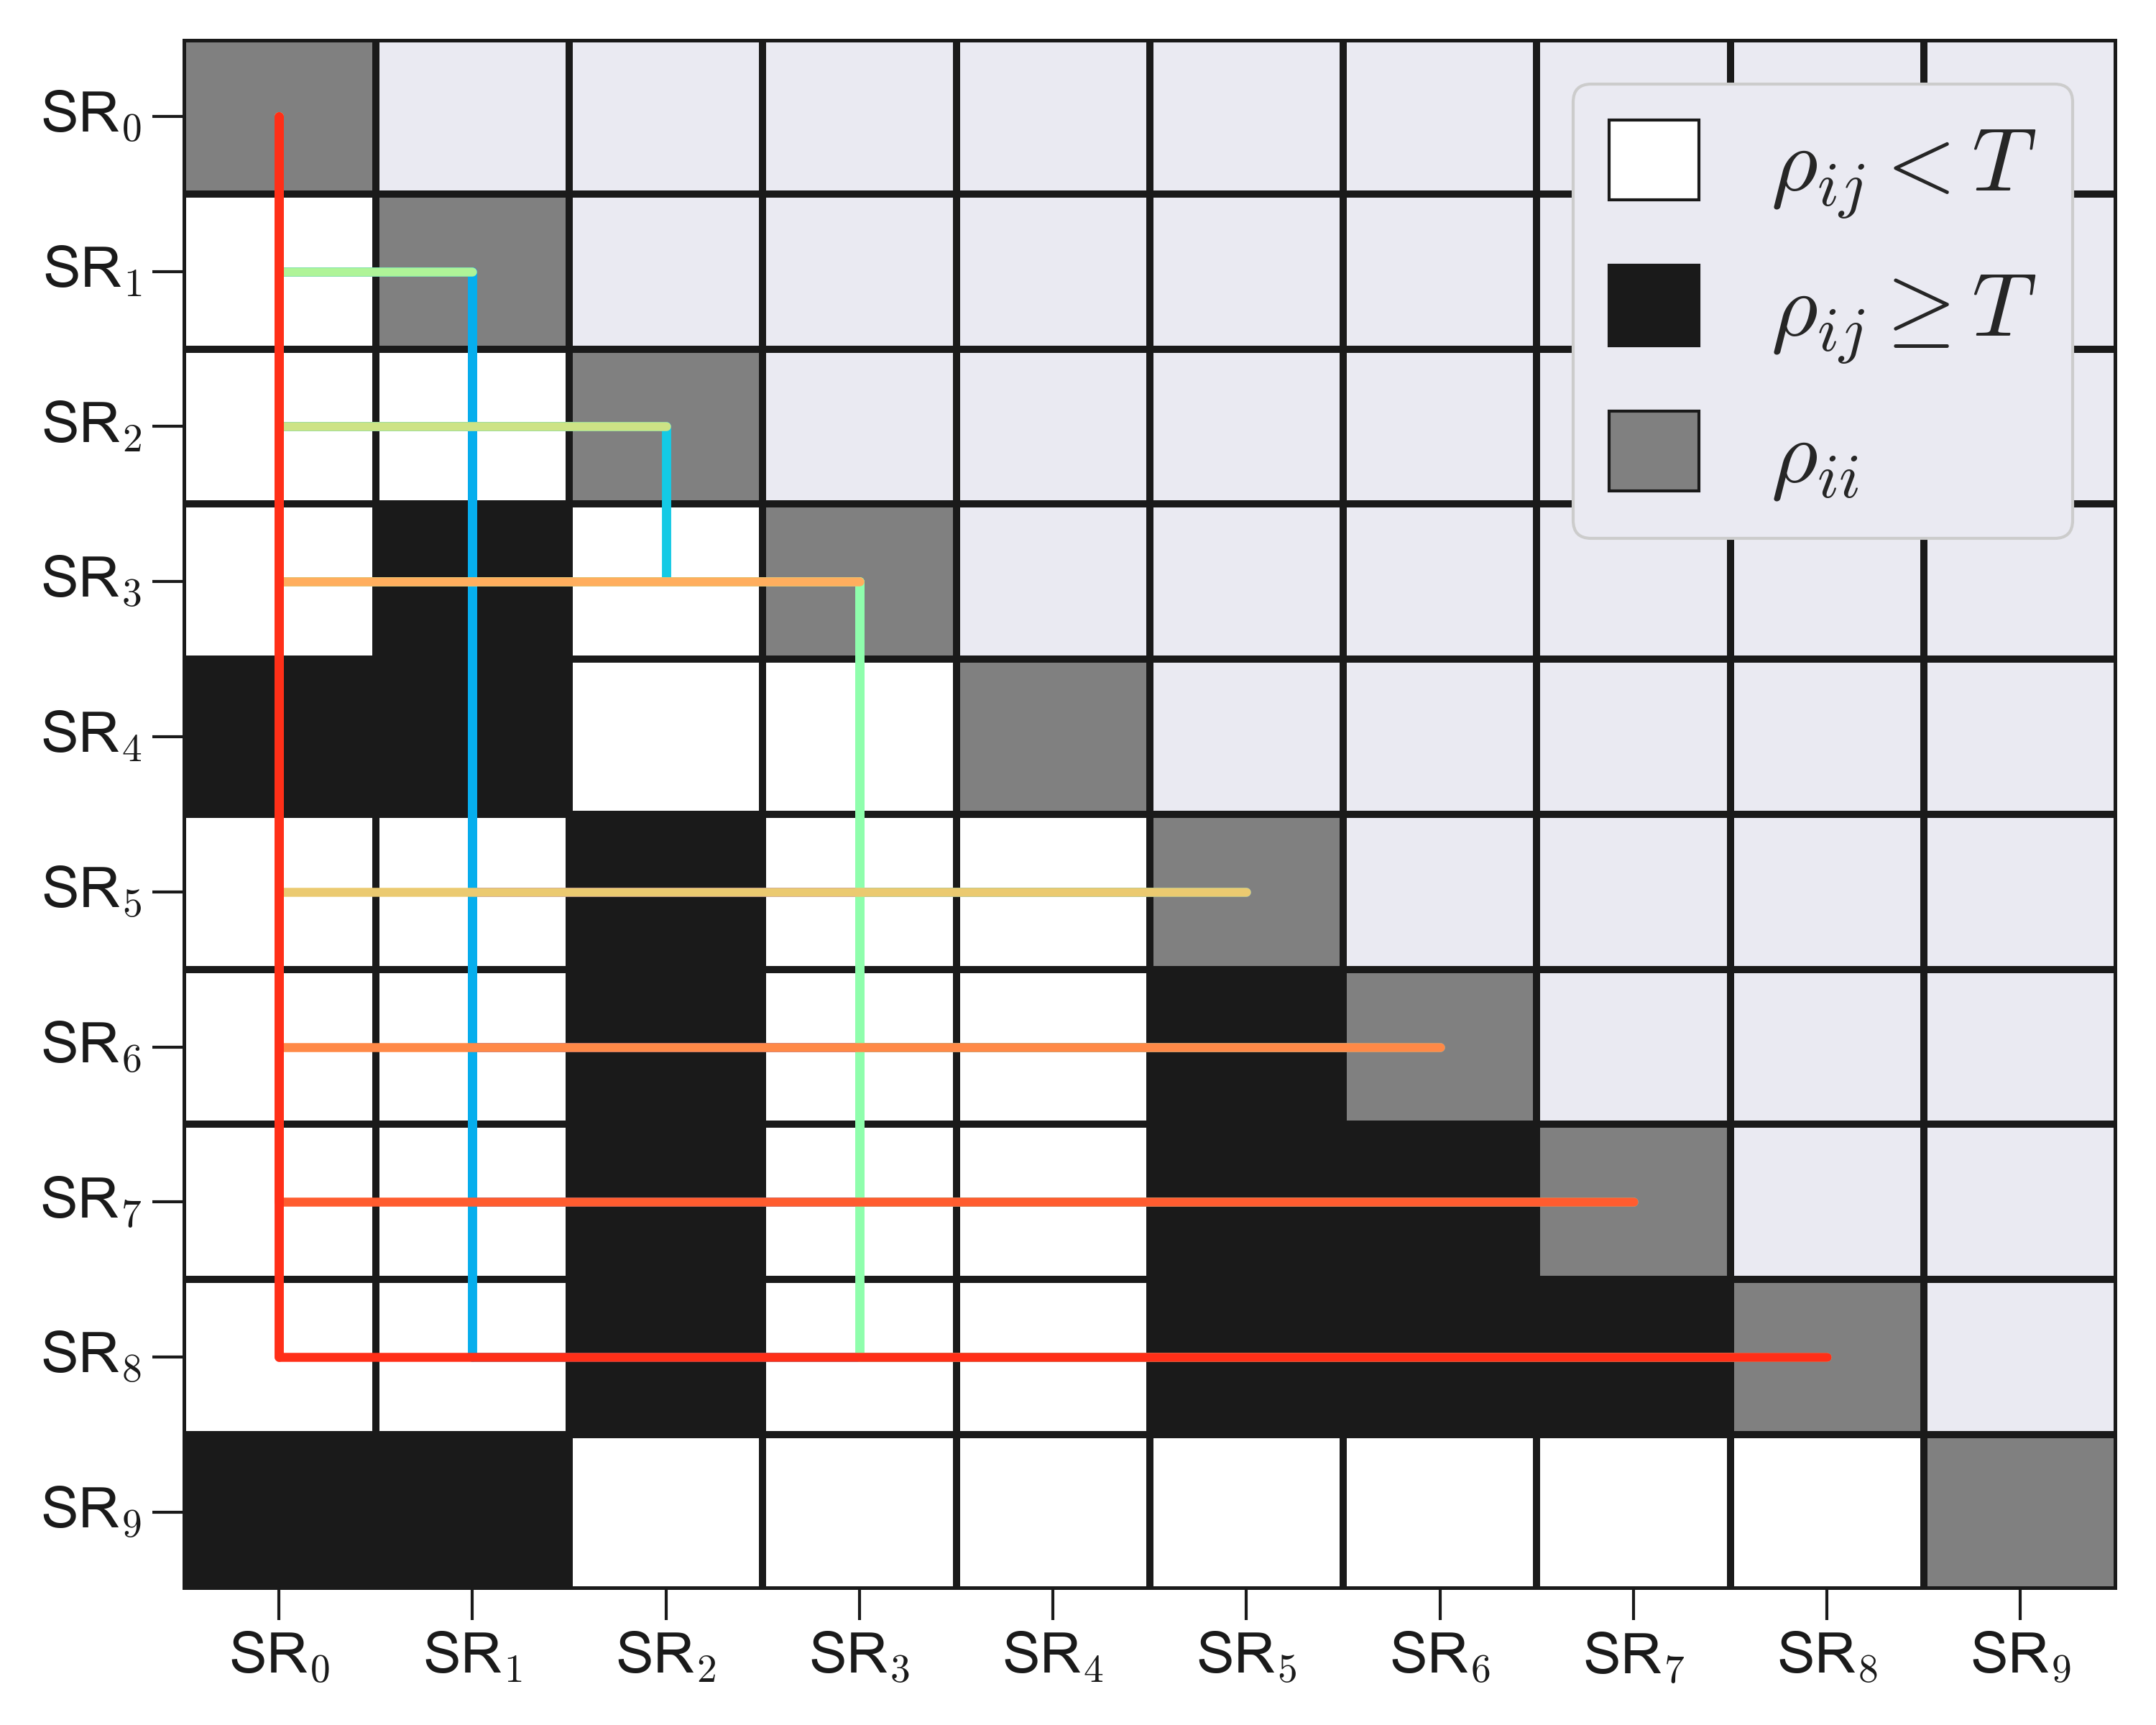 SR₀
SR₁
SR₂
SR₃
SR₄
SR₅
SR₆
SR₇
SR₈
SR₉
ρᵢⱼ < T
ρᵢⱼ ≥ T
ρᵢᵢ
SR₀ SR₁ SR₂ SR₃ SR₄ SR₅ SR₆ SR₇ SR₈ SR₉